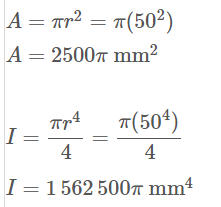 A = πr² = π(50²)
A = 2500π mm²
I = πr⁴/4 = π(50⁴)/4
I = 1 562 500π mm⁴